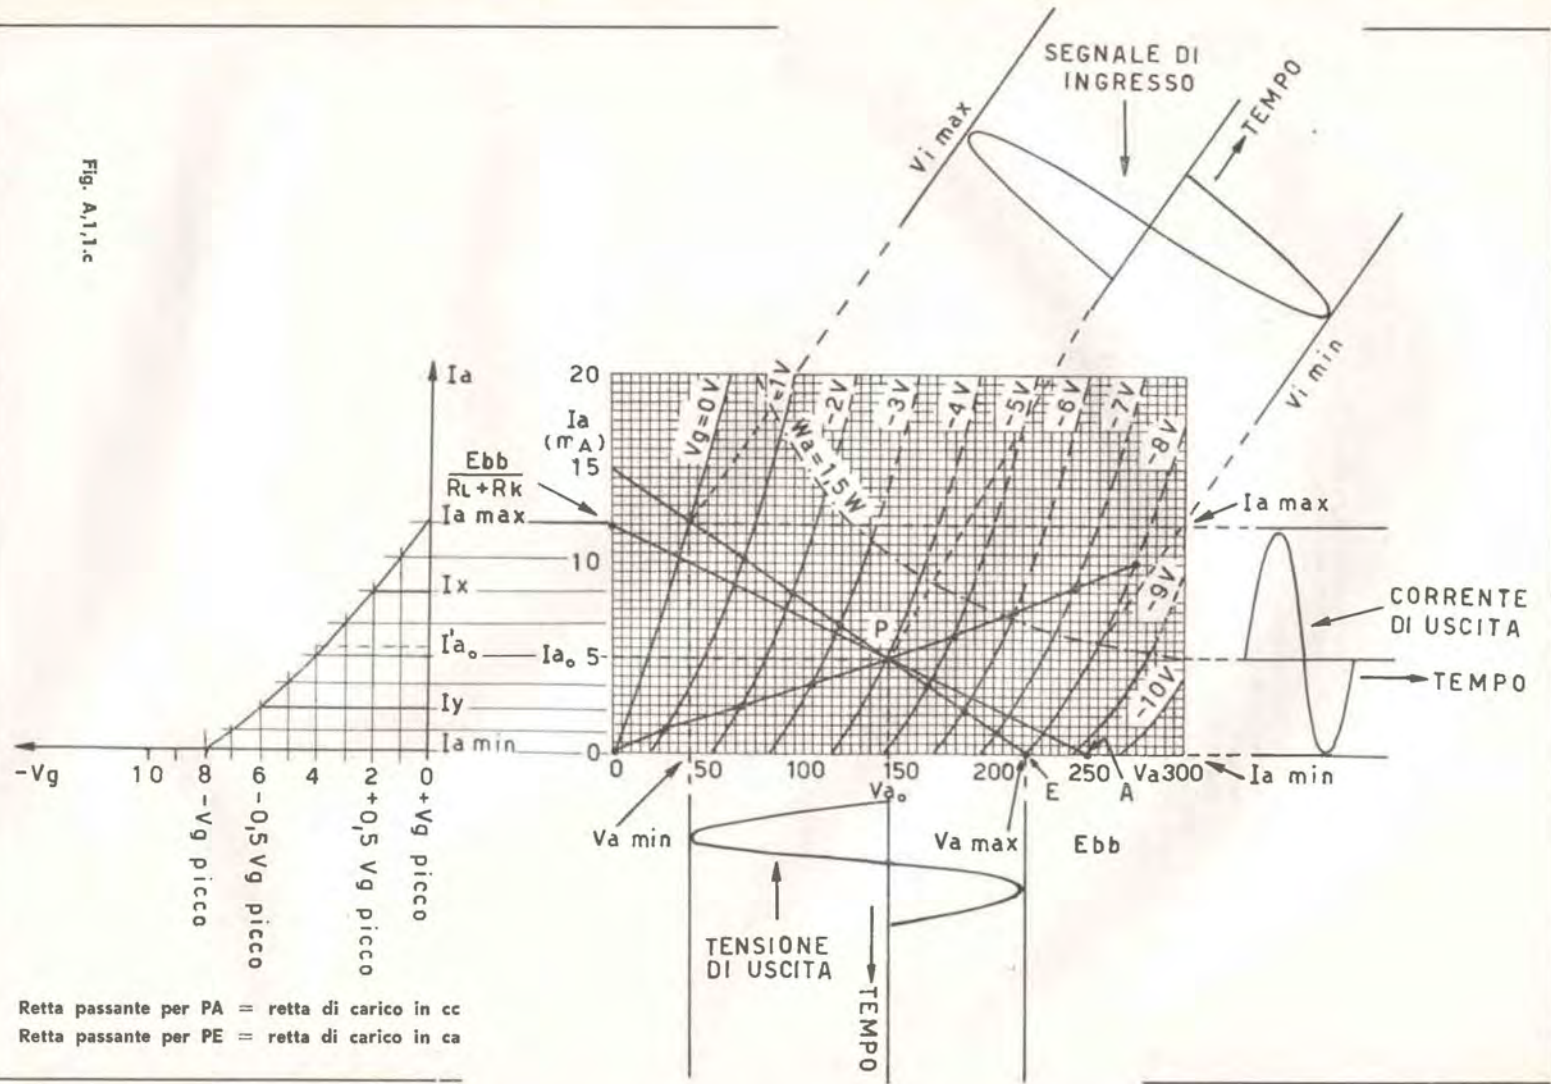 Fig. A,1,1.c
SEGNALE DI
INGRESSO
TEMPO
Vi max
Vi min
Ia
20
Ia
(mA)
15
10
5
0
Ebb
RL + RK
Ia max
Ix
I'a₀
Ia₀
Iy
Ia min
-Vg
10
8
6
4
2
0
-Vg picco
-0,5 Vg picco
+0,5 Vg picco
+Vg picco
Vg=0V
=1V
-2V
-3V
-4V
-5V
-6V
-7V
-8V
-9V
-10V
Wa=1,5W
P
Ia max
CORRENTE
DI USCITA
TEMPO
Ia min
0
50
100
150
200
250
Va300
Va₀
E
A
Va min
Va max
Ebb
TENSIONE
DI USCITA
TEMPO
Retta passante per PA = retta di carico in cc
Retta passante per PE = retta di carico in ca